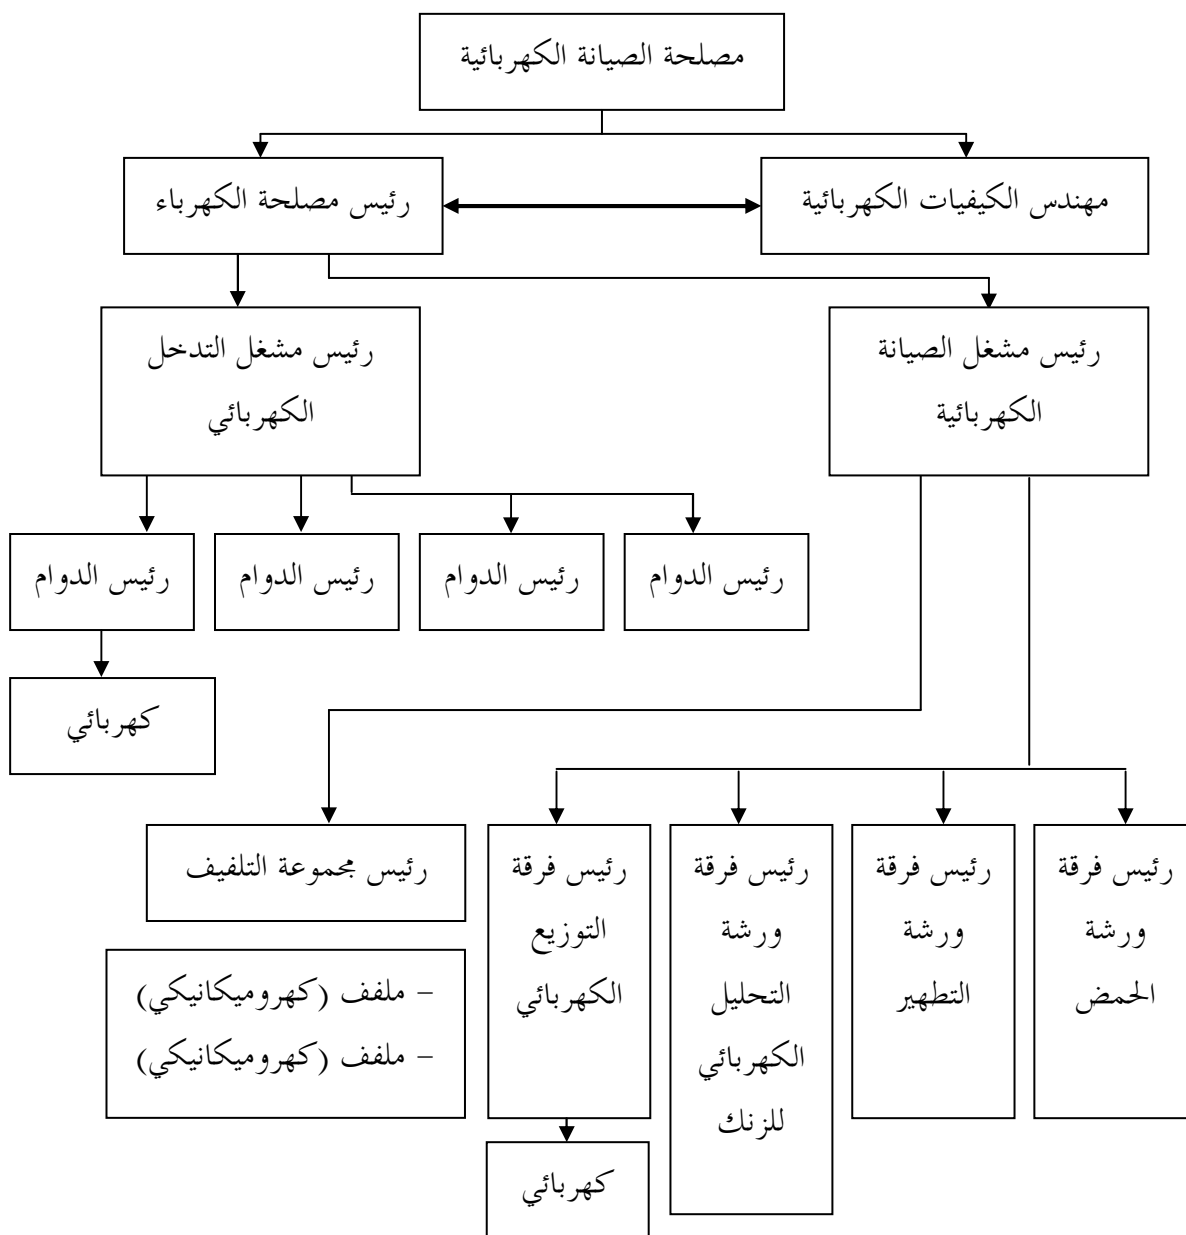 مصلحة الصيانة الكهربائية
مهندس الكيفيات الكهربائية
رئيس مصلحة الكهرباء
رئيس مشغل الصيانة
الكهربائية
رئيس مشغل التدخل
الكهربائي
رئيس الدوام
رئيس الدوام
رئيس الدوام
رئيس الدوام
كهربائي
رئيس فرقة
ورشة
الحمض
رئيس فرقة
ورشة
التطهير
رئيس فرقة
ورشة
التحليل
الكهربائي
للزنك
رئيس فرقة
التوزيع
الكهربائي
رئيس مجموعة التلفيف
– ملفف (كهروميكانيكي)
– ملفف (كهروميكانيكي)
كهربائي